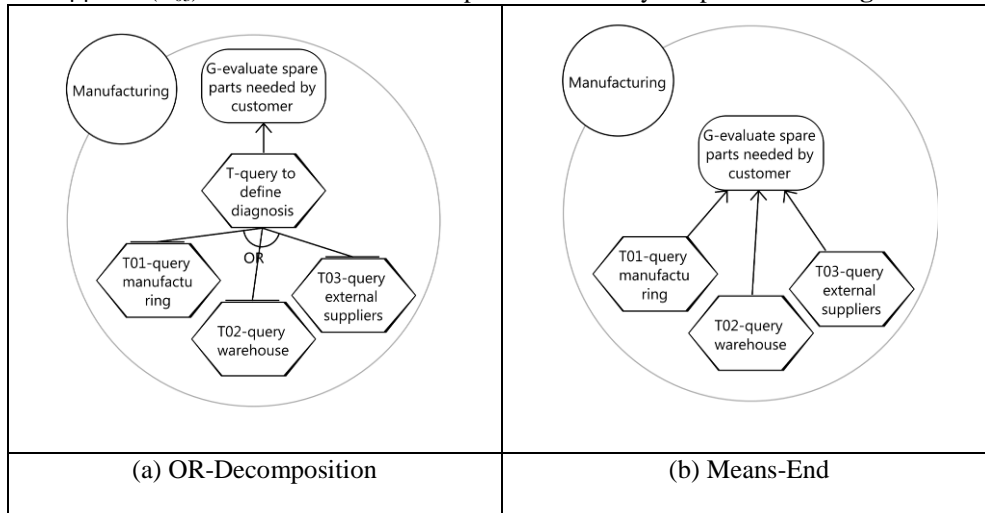 Manufacturing
G-evaluate spare
parts needed by
customer
T-query to
define
diagnosis
OR
T01-query
manufactu
ring
T02-query
warehouse
T03-query
external
suppliers
(a) OR-Decomposition
Manufacturing
G-evaluate spare
parts needed by
customer
T01-query
manufactu
ring
T02-query
warehouse
T03-query
external
suppliers
(b) Means-End